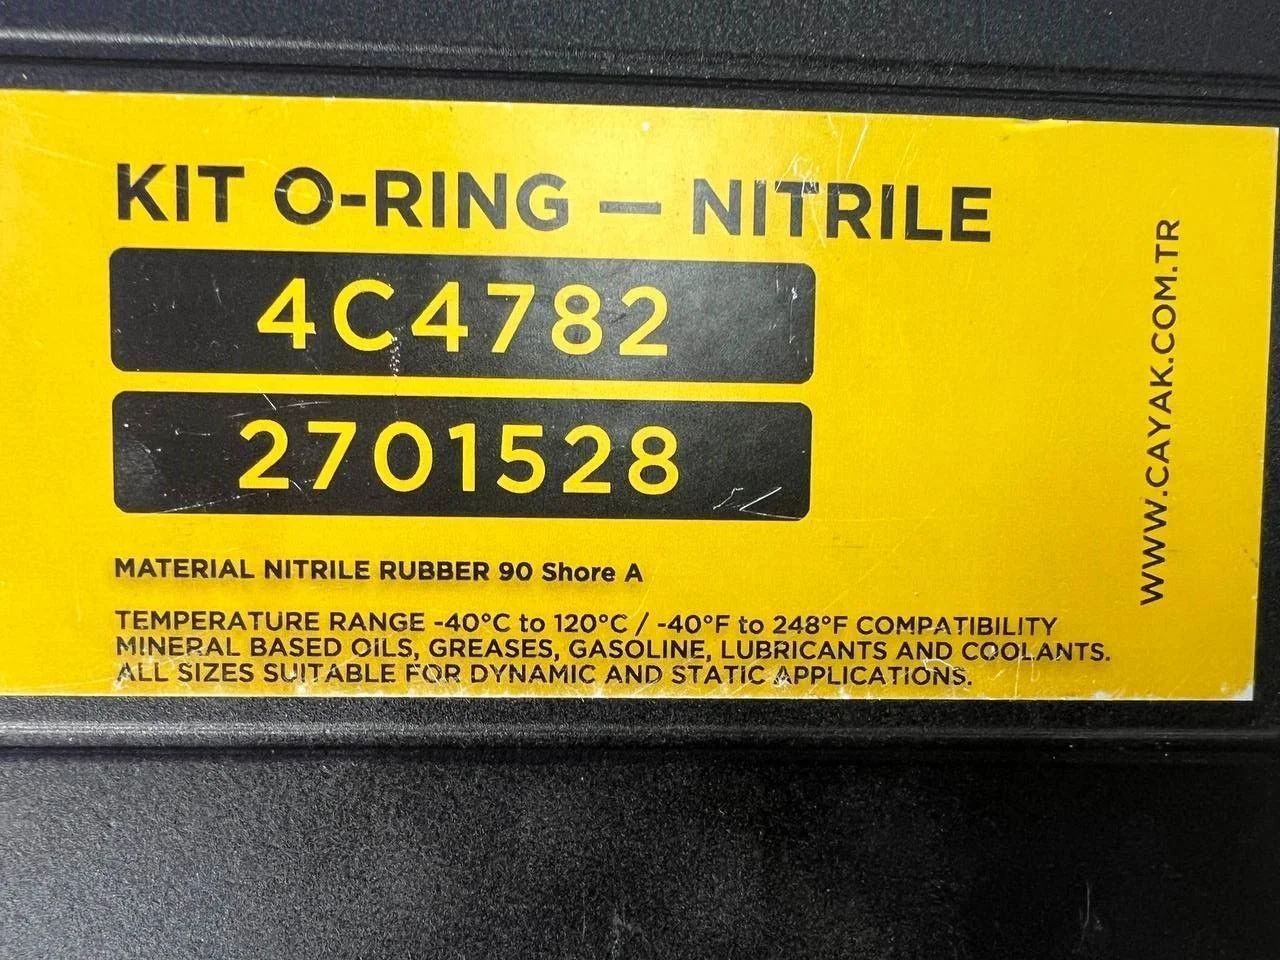 KIT O-RING — NITRILE
4C4782
2701528
MATERIAL NITRILE RUBBER 90 Shore A
TEMPERATURE RANGE -40°C to 120°C / -40°F to 248°F COMPATIBILITY
MINERAL BASED OILS, GREASES, GASOLINE, LUBRICANTS AND COOLANTS.
ALL SIZES SUITABLE FOR DYNAMIC AND STATIC APPLICATIONS.
WWW.CAYAK.COM.TR